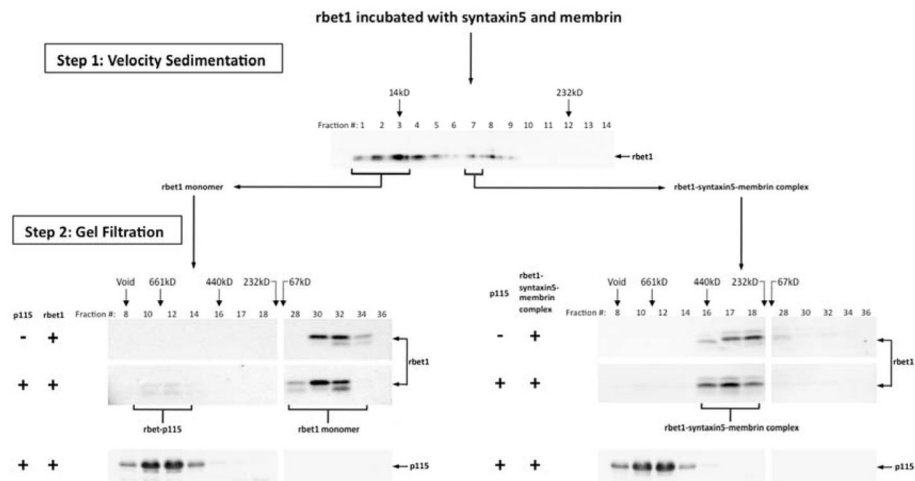 rbet1 incubated with syntaxin5 and membrin
Step 1: Velocity Sedimentation
14kD 232kD
Fraction #: 1 2 3 4 5 6 7 8 9 10 11 12 13 14
rbet1
rbet1 monomer
rbet1-syntaxin5-membrin complex
Step 2: Gel Filtration
Void 661kD 440kD 232kD 67kD
p115 rbet1 Fraction #: 8 10 12 14 16 17 18 28 30 32 34 36
- +
rbet1
+ +
rbet-p115
rbet1 monomer
+ +
p115
Void 661kD 440kD 232kD 67kD
p115
rbet1-
syntaxin5-
membrin
complex
Fraction #: 8 10 12 14 16 17 18 28 30 32 34 36
- +
rbet1
+ +
rbet1-syntaxin5-membrin complex
+ +
p115